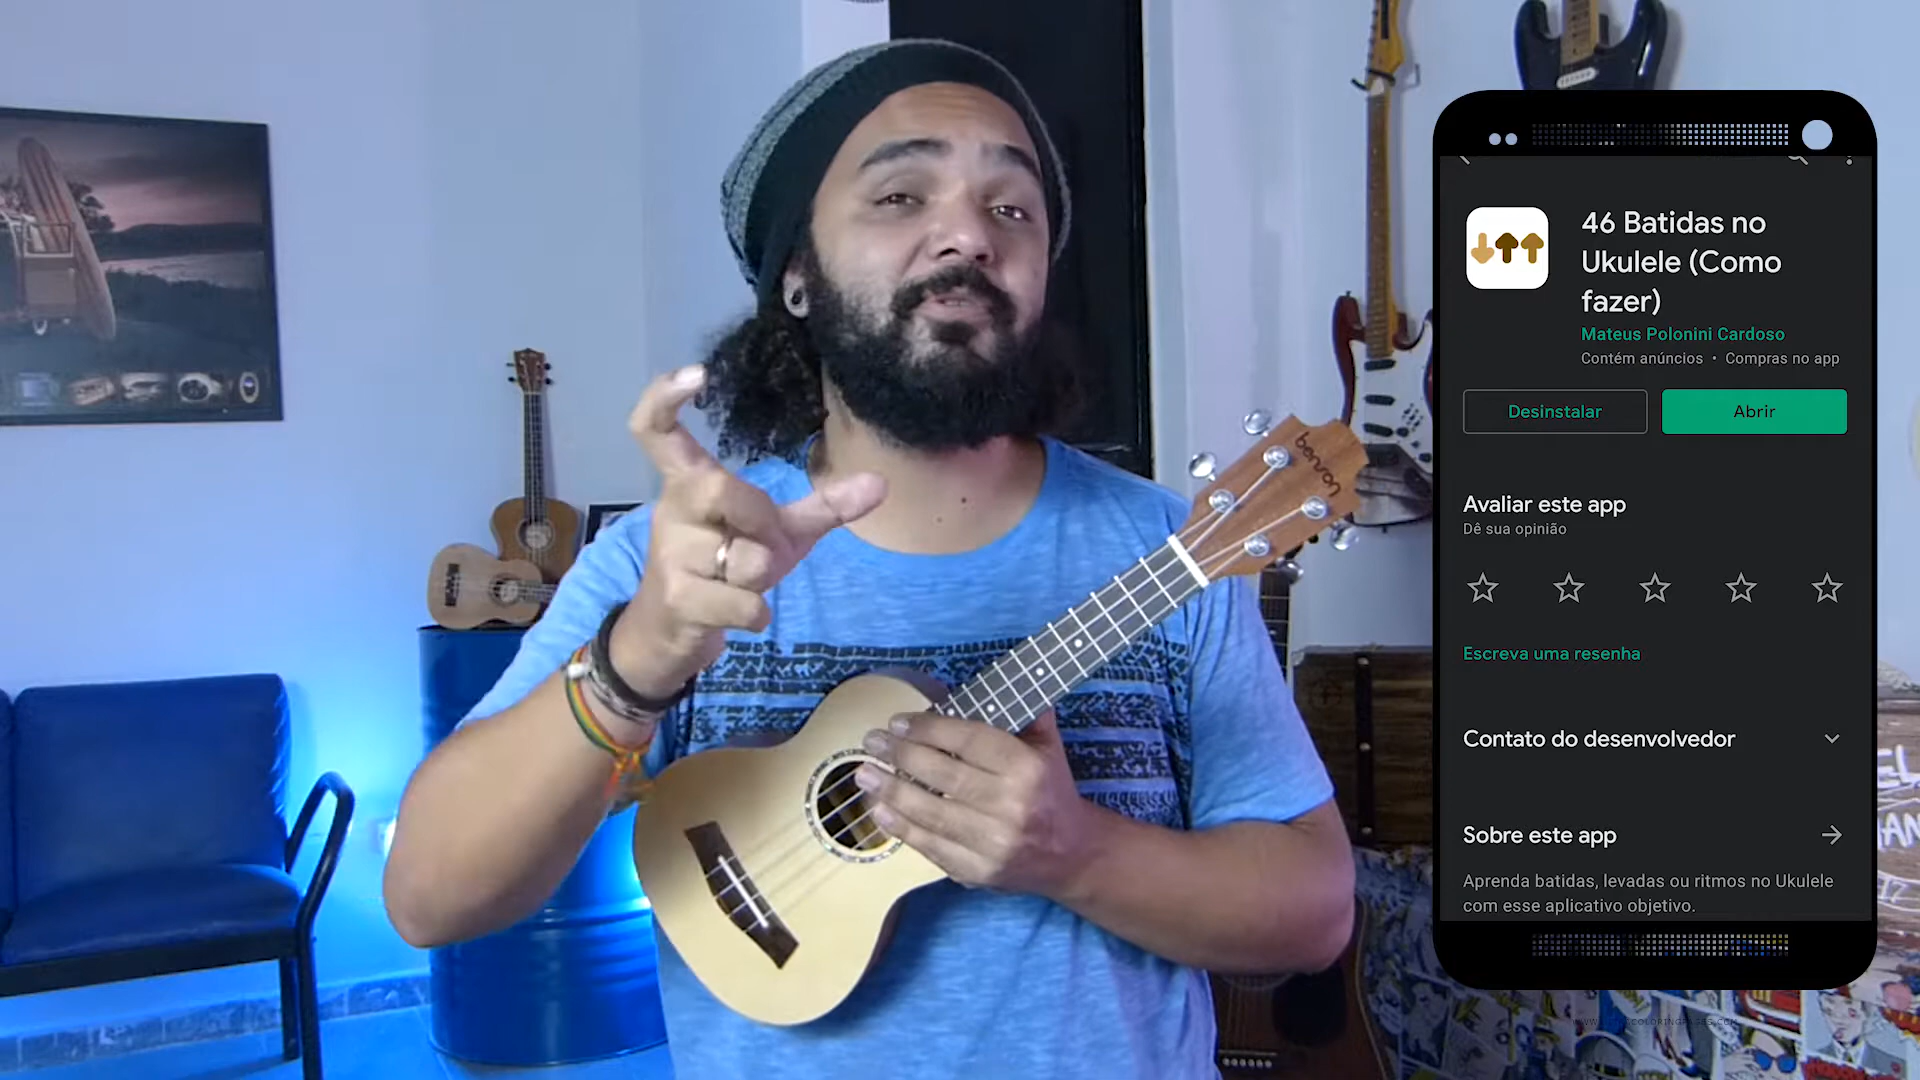 benson
46 Batidas no
Ukulele (Como
fazer)
Mateus Polonini Cardoso
Contém anúncios • Compras no app
Desinstalar
Abrir
Avaliar este app
Dê sua opinião
Escreva uma resenha
Contato do desenvolvedor
Sobre este app
Aprenda batidas, levadas ou ritmos no Ukulele
com esse aplicativo objetivo.